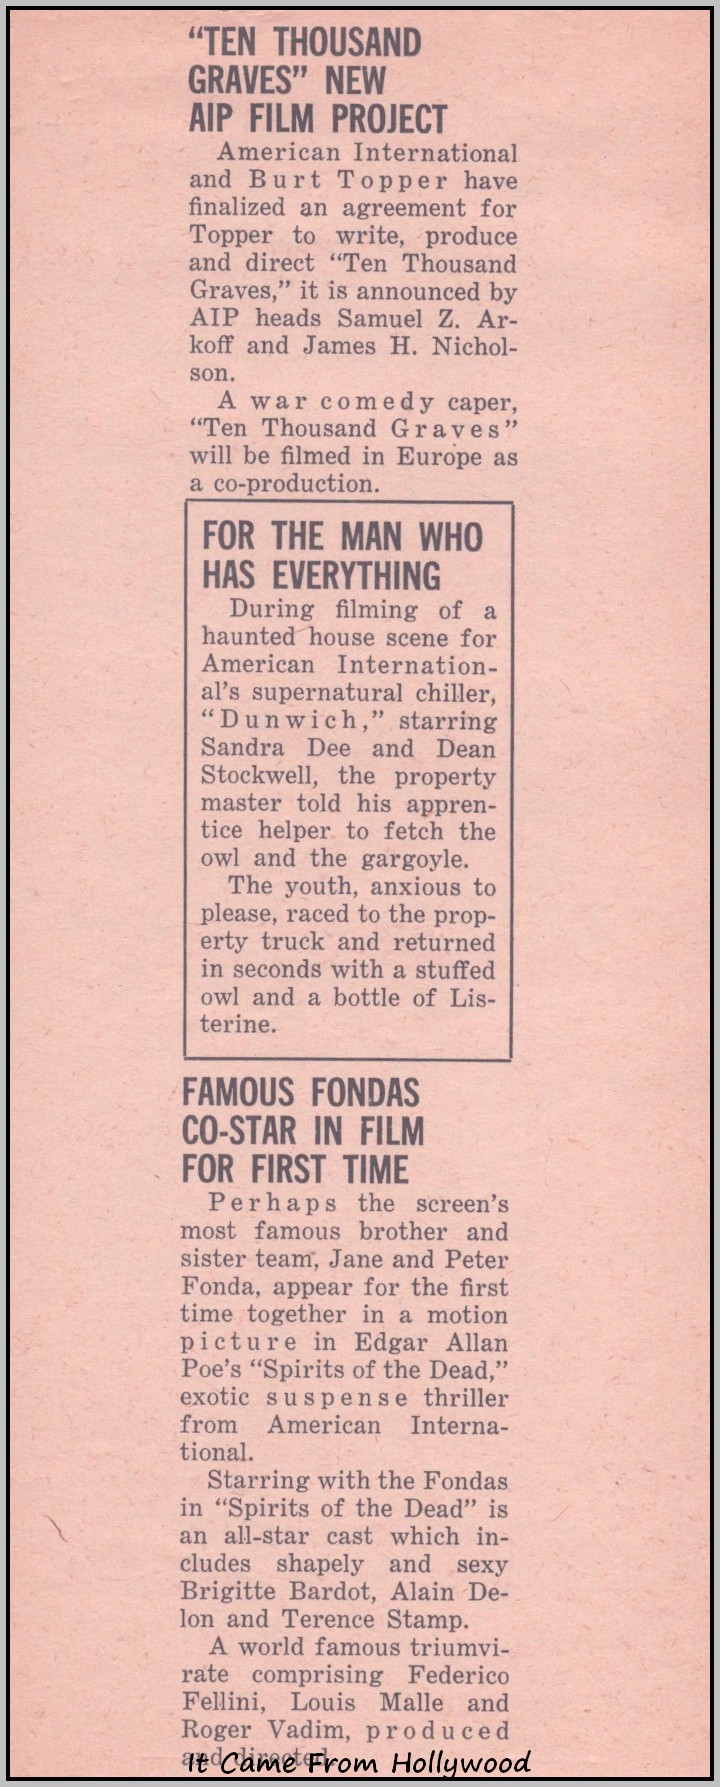 “TEN THOUSAND
GRAVES” NEW
AIP FILM PROJECT
American International
and Burt Topper have
finalized an agreement for
Topper to write, produce
and direct “Ten Thousand
Graves,” it is announced by
AIP heads Samuel Z. Ar-
koff and James H. Nichol-
son.
A war comedy caper,
“Ten Thousand Graves”
will be filmed in Europe as
a co-production.
FOR THE MAN WHO
HAS EVERYTHING
During filming of a
haunted house scene for
American Internation-
al’s supernatural chiller,
“Dunwich,” starring
Sandra Dee and Dean
Stockwell, the property
master told his appren-
tice helper to fetch the
owl and the gargoyle.
The youth, anxious to
please, raced to the prop-
erty truck and returned
in seconds with a stuffed
owl and a bottle of Lis-
terine.
FAMOUS FONDAS
CO-STAR IN FILM
FOR FIRST TIME
Perhaps the screen’s
most famous brother and
sister team, Jane and Peter
Fonda, appear for the first
time together in a motion
picture in Edgar Allan
Poe’s “Spirits of the Dead,”
exotic suspense thriller
from American Interna-
tional.
Starring with the Fondas
in “Spirits of the Dead” is
an all-star cast which in-
cludes shapely and sexy
Brigitte Bardot, Alain De-
lon and Terence Stamp.
A world famous triumvi-
rate comprising Federico
Fellini, Louis Malle and
Roger Vadim, produced
and directed.
It Came From Hollywood